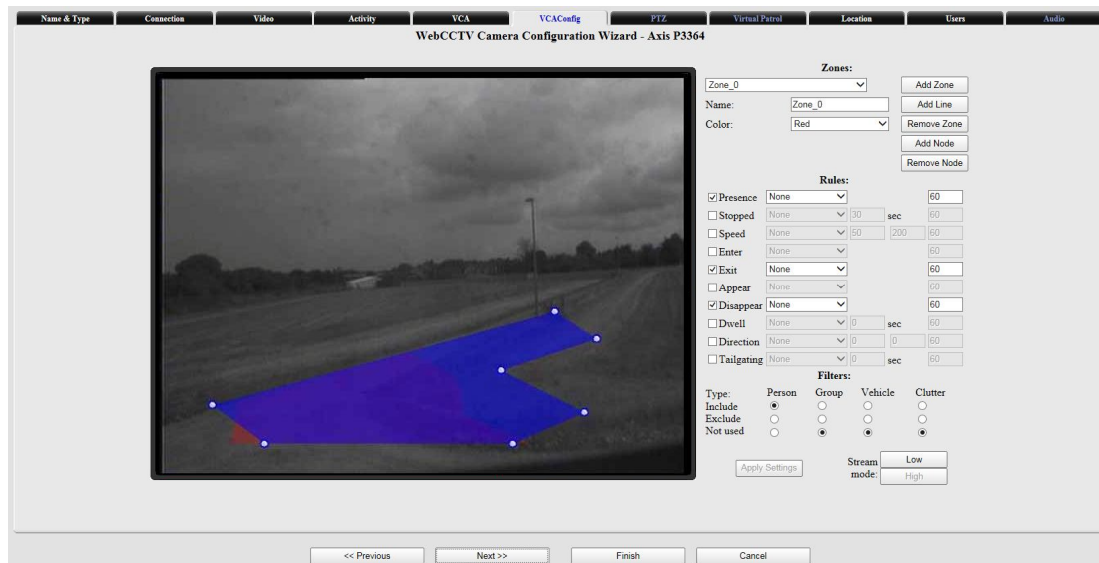 Name & Type Connection Video Activity VCA VCAConfig PTZ Virtual Patrol Location Users Audio
WebCCTV Camera Configuration Wizard - Axis P3364
Zones:
Zone_0 Add Zone
Name: Zone_0 Add Line
Color: Red Remove Zone
Add Node
Remove Node
Rules:
Presence None 60
Stopped None 30 sec 60
Speed None 50 200 60
Enter None 60
Exit None 60
Appear None 60
Disappear None 60
Dwell None 0 sec 60
Direction None 0 0 60
Tailgating None 0 sec 60
Filters:
Type: Person Group Vehicle Clutter
Include
Exclude
Not used
Apply Settings Stream mode: Low
High
<< Previous Next >> Finish Cancel